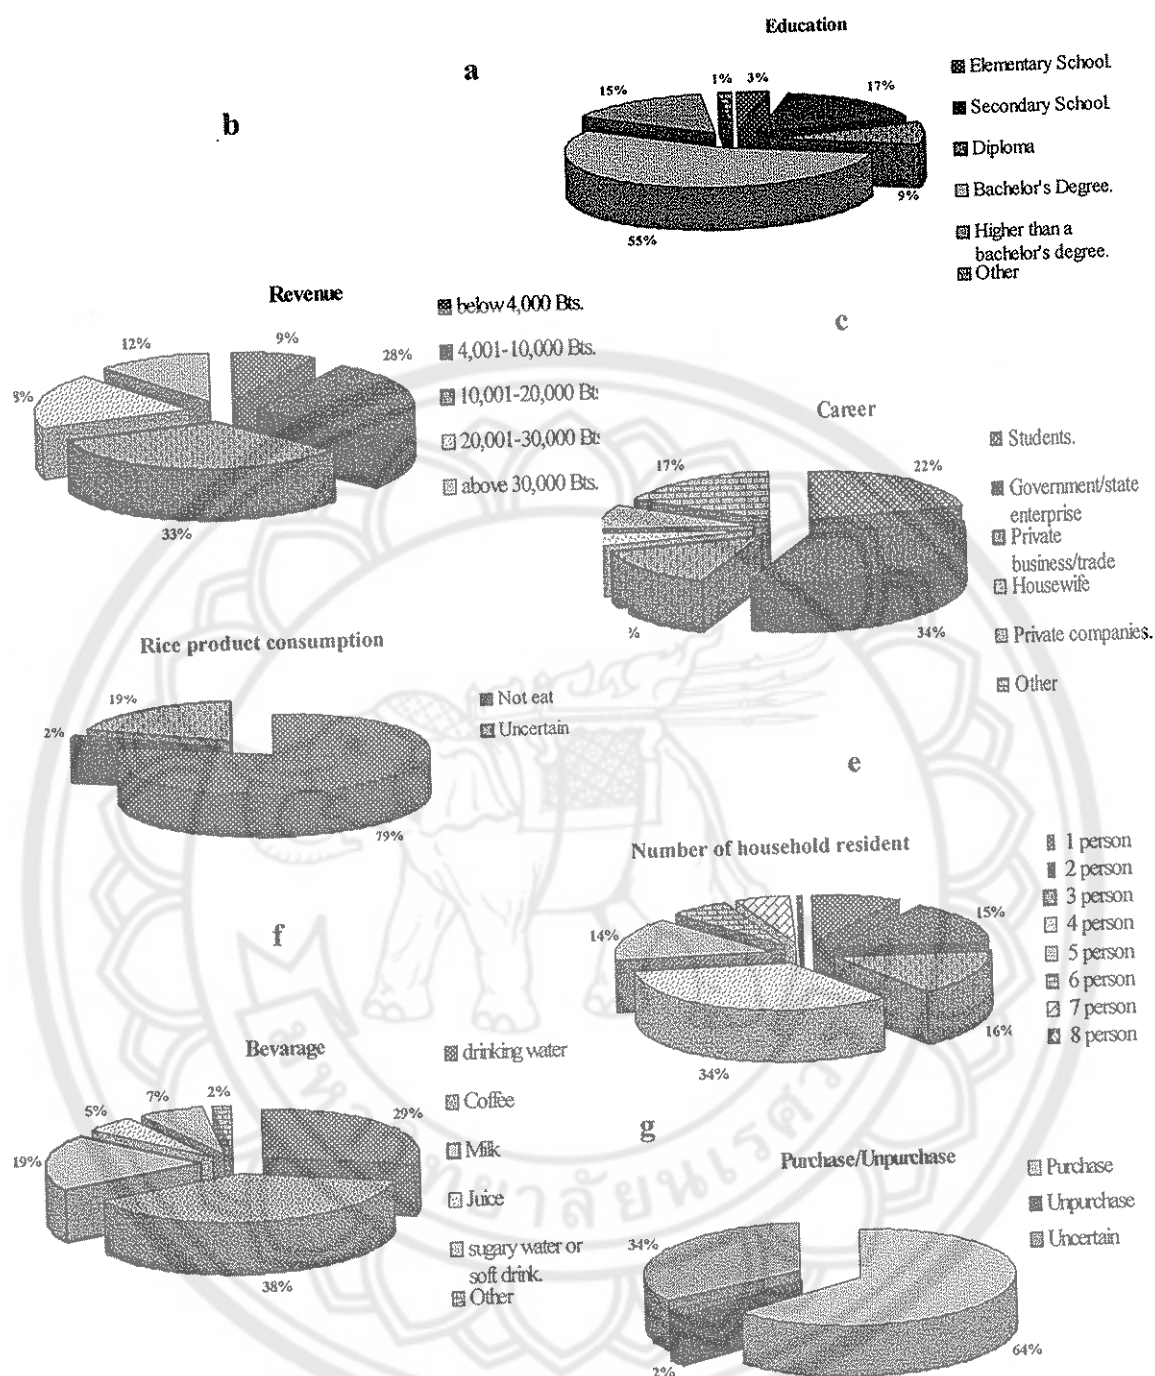 Education
a
1%
3%
15%
17%
55%
9%
Elementary School.
Secondary School.
Diploma
Bachelor's Degree.
Higher than a
bachelor's degree.
Other
b
Revenue
12%
9%
28%
8%
33%
below 4,000 Bts.
4,001-10,000 Bts.
10,001-20,000 Bt
20,001-30,000 Bt
above 30,000 Bts.
c
Career
17%
22%
%
34%
Students.
Government/state
enterprise
Private
business/trade
Housewife
Private companies.
Other
Rice product consumption
19%
2%
79%
Not eat
Uncertain
e
Number of household resident
14%
15%
16%
34%
1 person
2 person
3 person
4 person
5 person
6 person
7 person
8 person
f
Bevarage
5%
7%
2%
29%
19%
38%
drinking water
Coffee
Milk
Juice
sugary water or
soft drink.
Other
g
Purchase/Unpurchase
34%
2%
64%
Purchase
Unpurchase
Uncertain